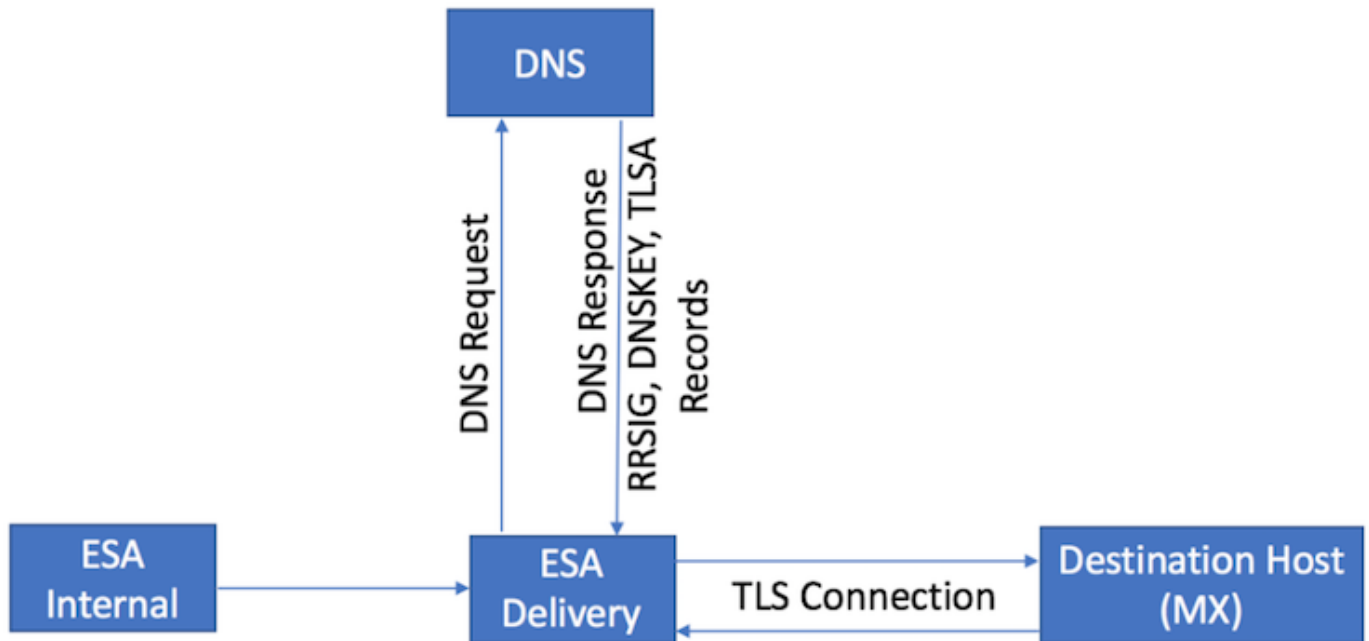 DNS
DNS Request
DNS Response
RRSIG, DNSKEY, TLSA
Records
ESA
Internal
ESA
Delivery
TLS Connection
Destination Host
(MX)